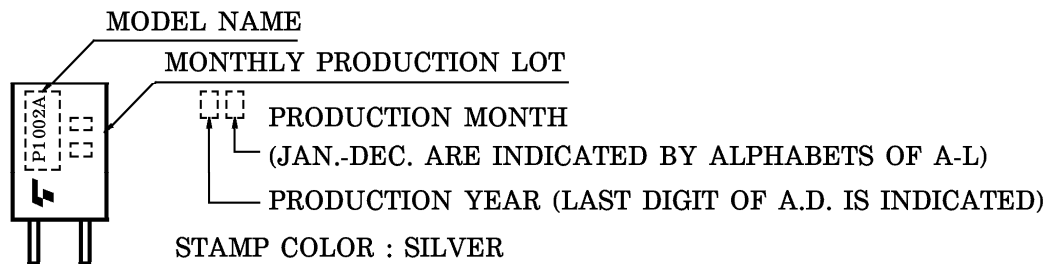 MODEL NAME
MONTHLY PRODUCTION LOT
P1002A
PRODUCTION MONTH
(JAN.-DEC. ARE INDICATED BY ALPHABETS OF A-L)
PRODUCTION YEAR (LAST DIGIT OF A.D. IS INDICATED)
STAMP COLOR : SILVER